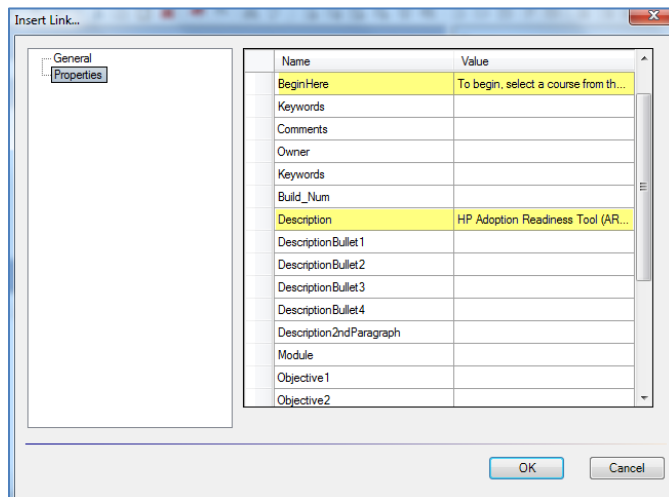 Insert Link...
General
Properties
Name Value
BeginHere To begin, select a course from th...
Keywords
Comments
Owner
Keywords
Build_Num
Description HP Adoption Readiness Tool (AR...
DescriptionBullet1
DescriptionBullet2
DescriptionBullet3
DescriptionBullet4
Description2ndParagraph
Module
Objective1
Objective2
OK Cancel